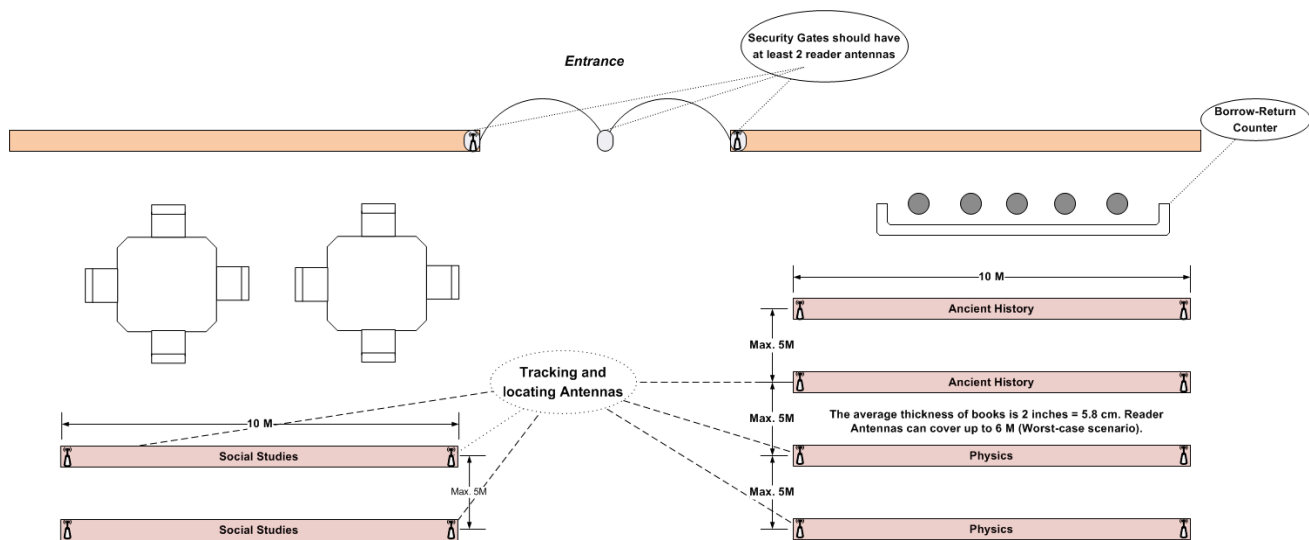 Security Gates should have
at least 2 reader antennas
Entrance
Borrow-Return
Counter
10 M
Ancient History
Max. 5M
Ancient History
Tracking and
locating Antennas
Max. 5M
The average thickness of books is 2 inches = 5.8 cm. Reader
Antennas can cover up to 6 M (Worst-case scenario).
10 M
Social Studies
Physics
Max. 5M
Max. 5M
Social Studies
Physics